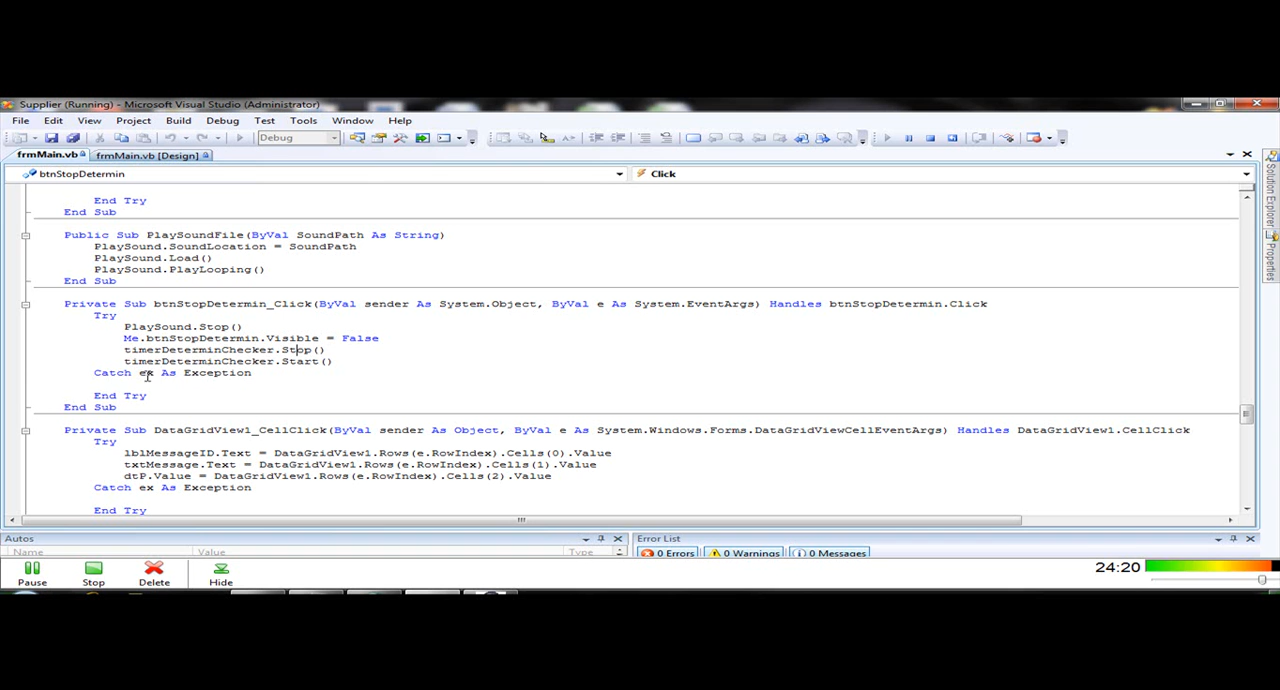 Supplier (Running) - Microsoft Visual Studio (Administrator)
File Edit View Project Build Debug Test Tools Window Help
Debug
frmMain.vb frmMain.vb [Design]
btnStopDetermin Click
End Try
End Sub
Public Sub PlaySoundFile(ByVal SoundPath As String)
PlaySound.SoundLocation = SoundPath
PlaySound.Load()
PlaySound.PlayLooping()
End Sub
Private Sub btnStopDetermin_Click(ByVal sender As System.Object, ByVal e As System.EventArgs) Handles btnStopDetermin.Click
Try
PlaySound.Stop()
Me.btnStopDetermin.Visible = False
timerDeterminChecker.Stop()
timerDeterminChecker.Start()
Catch ex As Exception
End Try
End Sub
Private Sub DataGridView1_CellClick(ByVal sender As Object, ByVal e As System.Windows.Forms.DataGridViewCellEventArgs) Handles DataGridView1.CellClick
Try
lblMessageID.Text = DataGridView1.Rows(e.RowIndex).Cells(0).Value
txtMessage.Text = DataGridView1.Rows(e.RowIndex).Cells(1).Value
dtP.Value = DataGridView1.Rows(e.RowIndex).Cells(2).Value
Catch ex As Exception
End Try
Solution Explorer
Properties
Autos Error List
Name Value Type 0 Errors 0 Warnings 0 Messages
24:20
Pause Stop Delete Hide